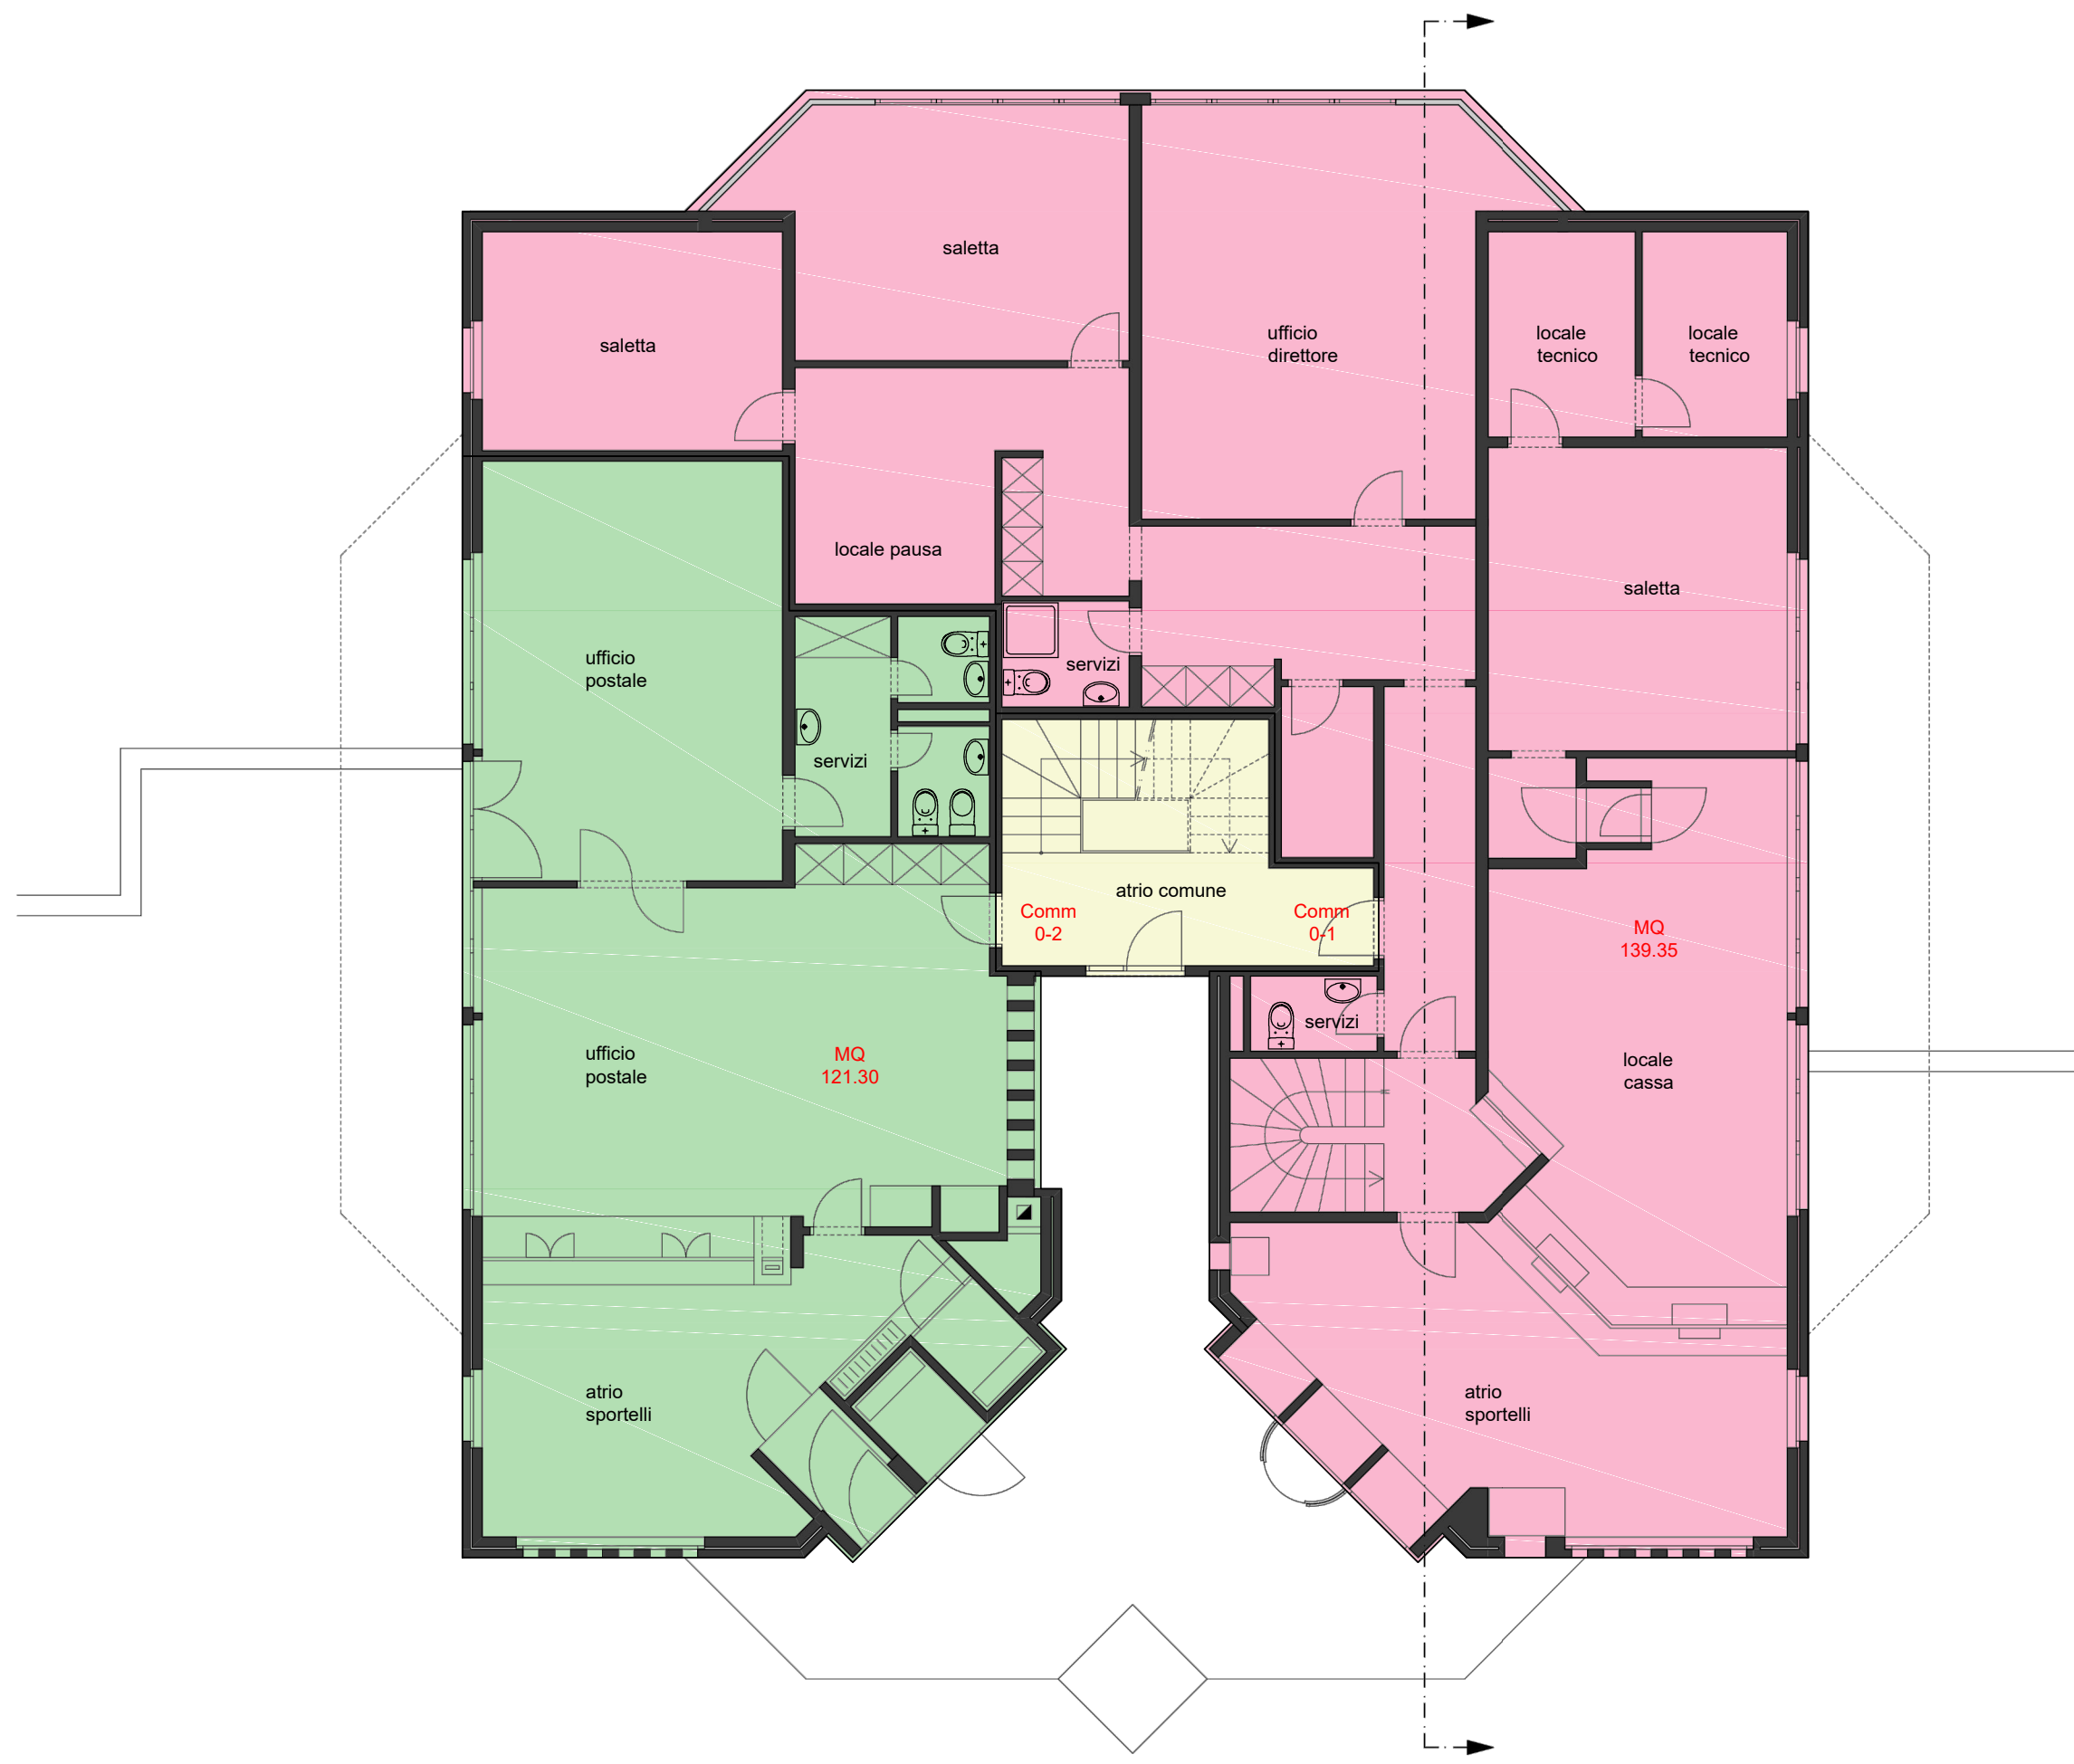 saletta
saletta
ufficio
direttore
locale
tecnico
locale
tecnico
locale pausa
saletta
ufficio
postale
servizi
servizi
atrio comune
Comm
0-2
Comm
0-1
MQ
139.35
servizi
ufficio
postale
MQ
121.30
locale
cassa
atrio
sportelli
atrio
sportelli